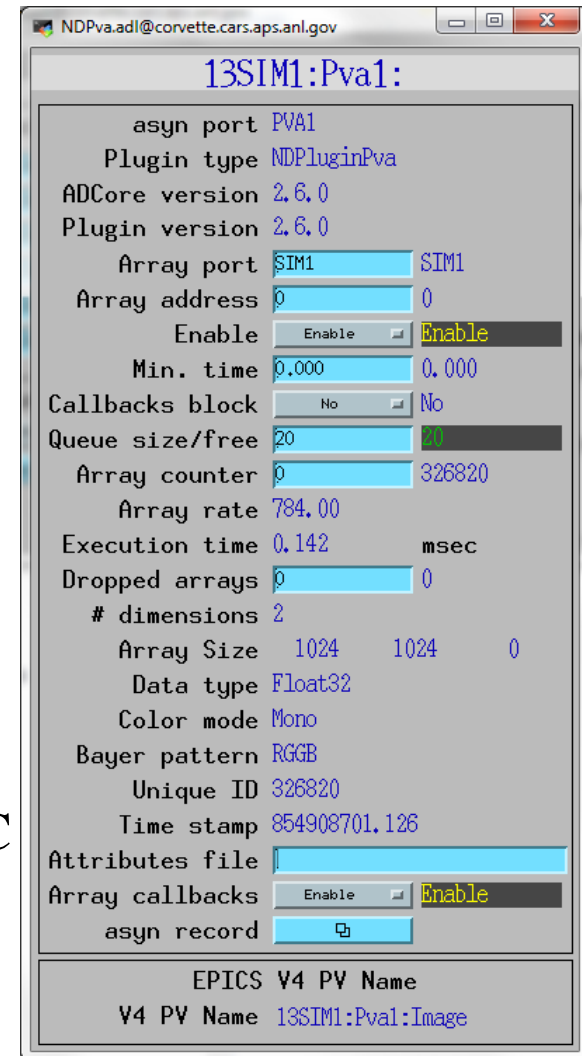 NDPva.adl@corvette.cars.aps.anl.gov
13SIM1:Pva1:
asyn port PVA1
Plugin type NDPluginPva
ADCore version 2.6.0
Plugin version 2.6.0
Array port SIM1 SIM1
Array address 0 0
Enable Enable Enable
Min. time 0.000 0.000
Callbacks block No No
Queue size/free 20 20
Array counter 0 326820
Array rate 784.00
Execution time 0.142 msec
Dropped arrays 0 0
# dimensions 2
Array Size 1024 1024 0
Data type Float32
Color mode Mono
Bayer pattern RGGB
Unique ID 326820
C
Time stamp 854908701.126
Attributes file
Array callbacks Enable Enable
asyn record
EPICS V4 PV Name
V4 PV Name 13SIM1:Pva1:Image